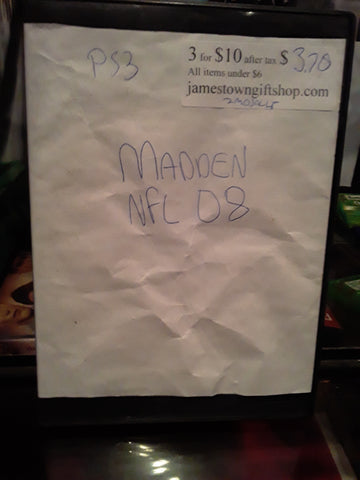 PS3
3 for $10 after tax $ 3.70
All items under $6
jamestowngiftshop.com
MADDEN
NFL 08